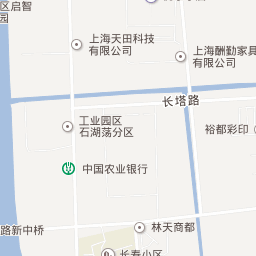 区启智
园
上海天田科技
有限公司
上海酬勤家具
有限公司
长塔路
工业园区
石湖荡分区
裕都彩印（
中国农业银行
路新中桥
林天商都
长寿小区